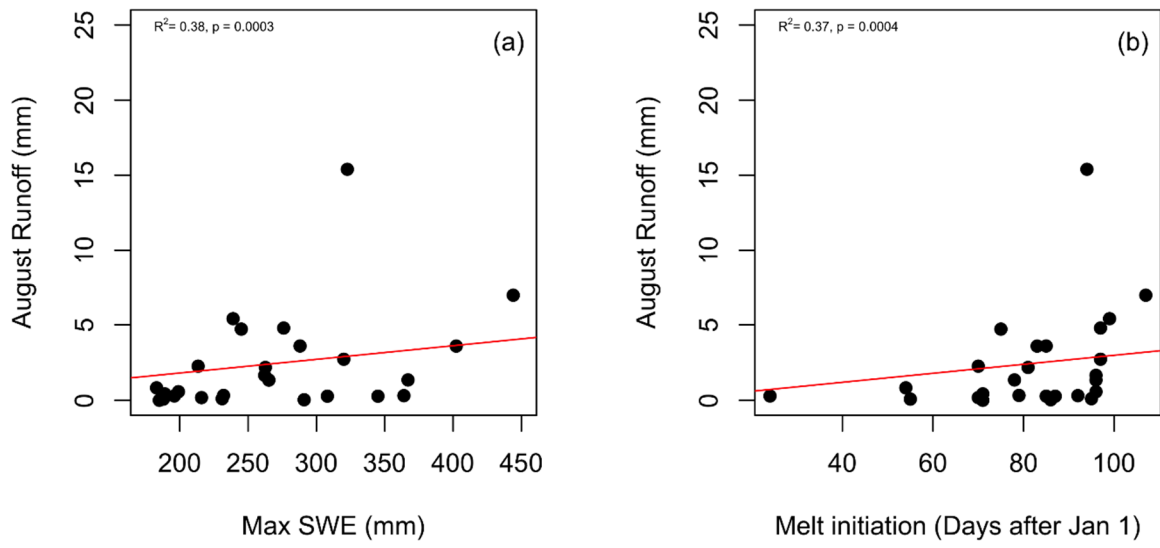 R²= 0.38, p = 0.0003
(a)
August Runoff (mm)
25
20
15
10
5
0
200 250 300 350 400 450
Max SWE (mm)
R²= 0.37, p = 0.0004
(b)
August Runoff (mm)
25
20
15
10
5
0
40 60 80 100
Melt initiation (Days after Jan 1)